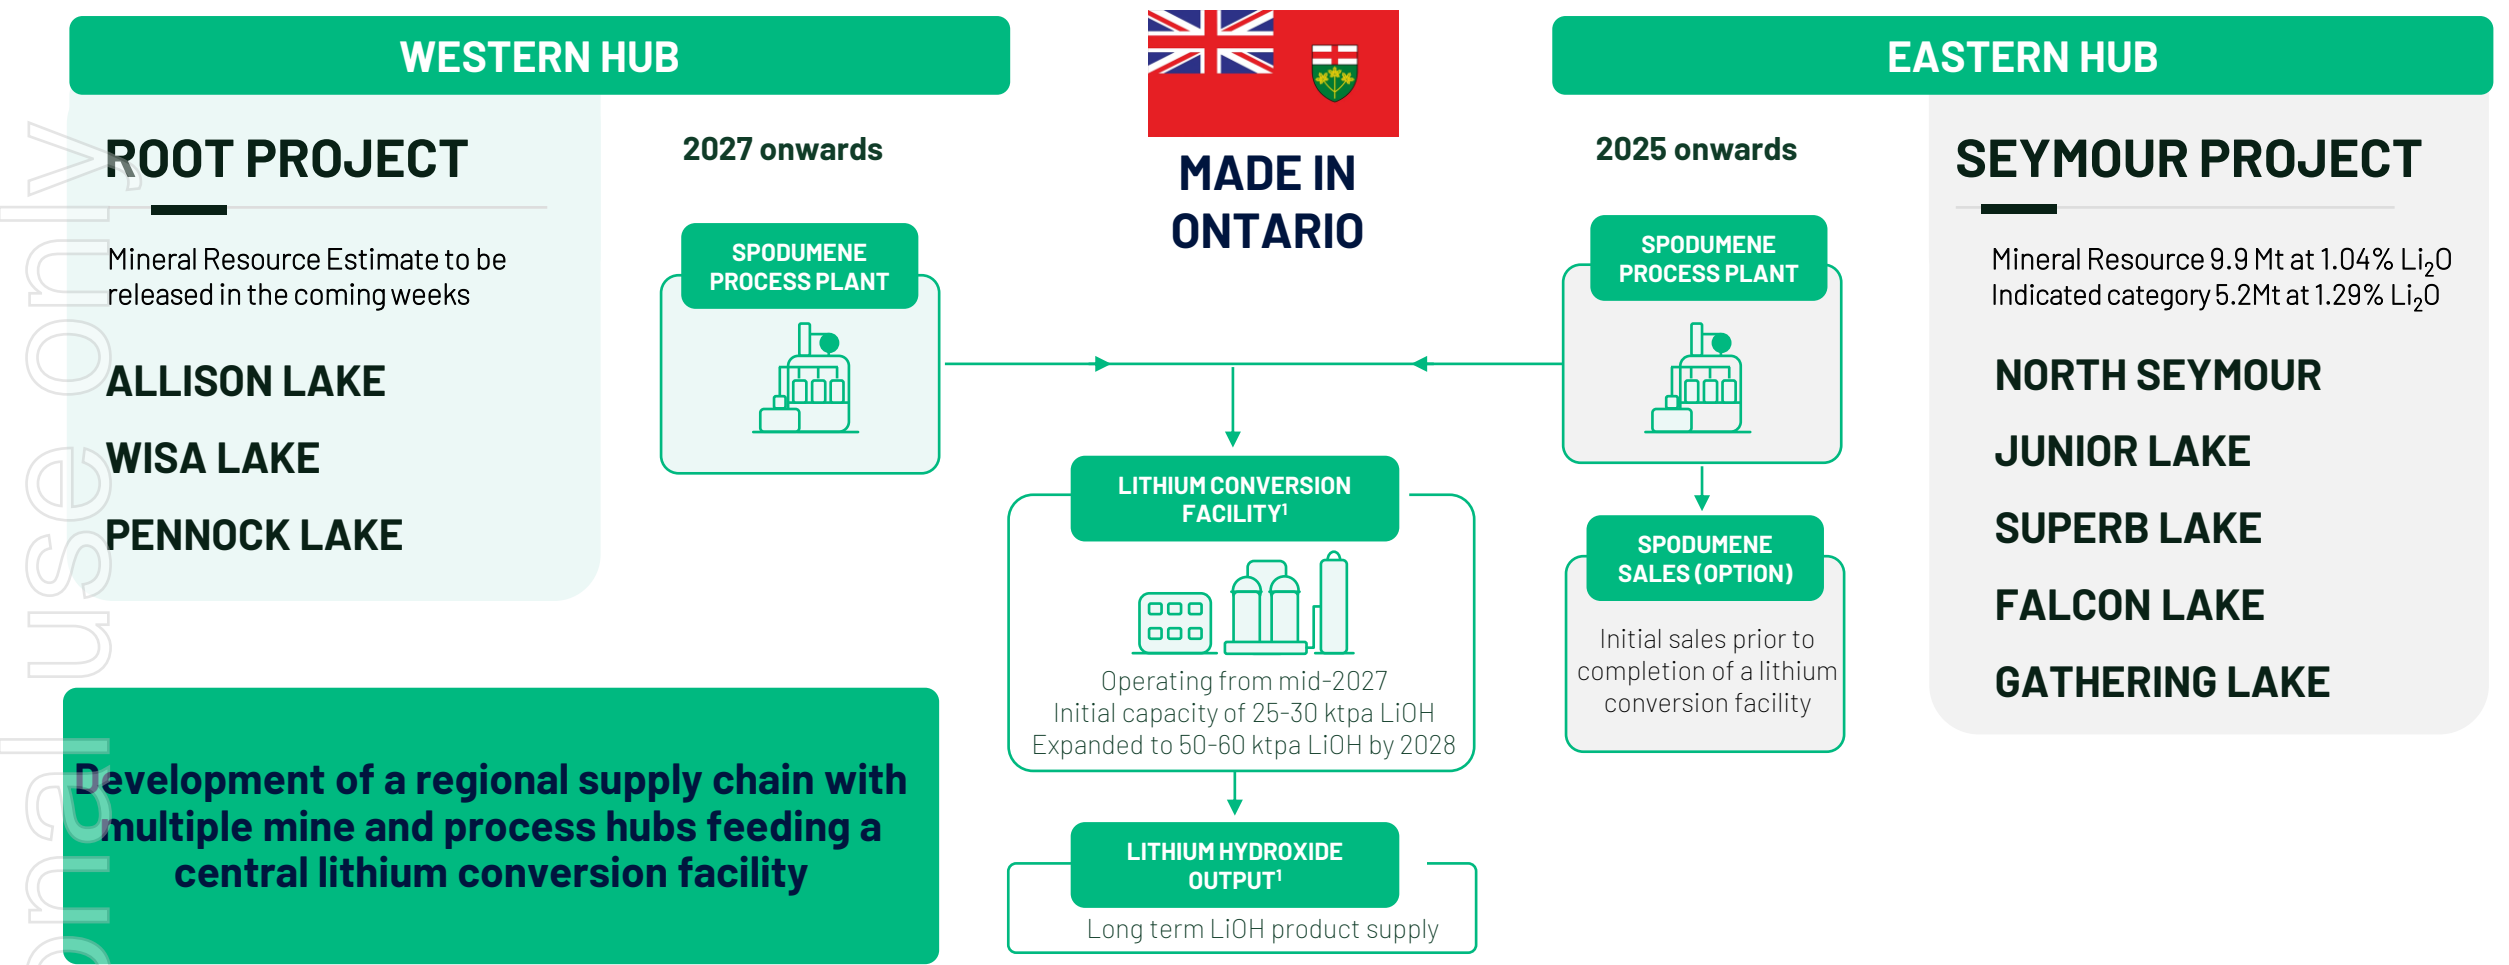 WESTERN HUB
ROOT PROJECT
Mineral Resource Estimate to be
released in the coming weeks
ALLISON LAKE
WISA LAKE
PENNOCK LAKE
2027 onwards
SPODUMENE
PROCESS PLANT
Development of a regional supply chain with
multiple mine and process hubs feeding a
central lithium conversion facility
MADE IN
ONTARIO
LITHIUM CONVERSION
FACILITY¹
Operating from mid-2027
Initial capacity of 25-30 ktpa LiOH
Expanded to 50-60 ktpa LiOH by 2028
LITHIUM HYDROXIDE
OUTPUT¹
Long term LiOH product supply
EASTERN HUB
2025 onwards
SPODUMENE
PROCESS PLANT
SPODUMENE
SALES (OPTION)
Initial sales prior to
completion of a lithium
conversion facility
SEYMOUR PROJECT
Mineral Resource 9.9 Mt at 1.04% Li₂O
Indicated category 5.2Mt at 1.29% Li₂O
NORTH SEYMOUR
JUNIOR LAKE
SUPERB LAKE
FALCON LAKE
GATHERING LAKE
onal use only